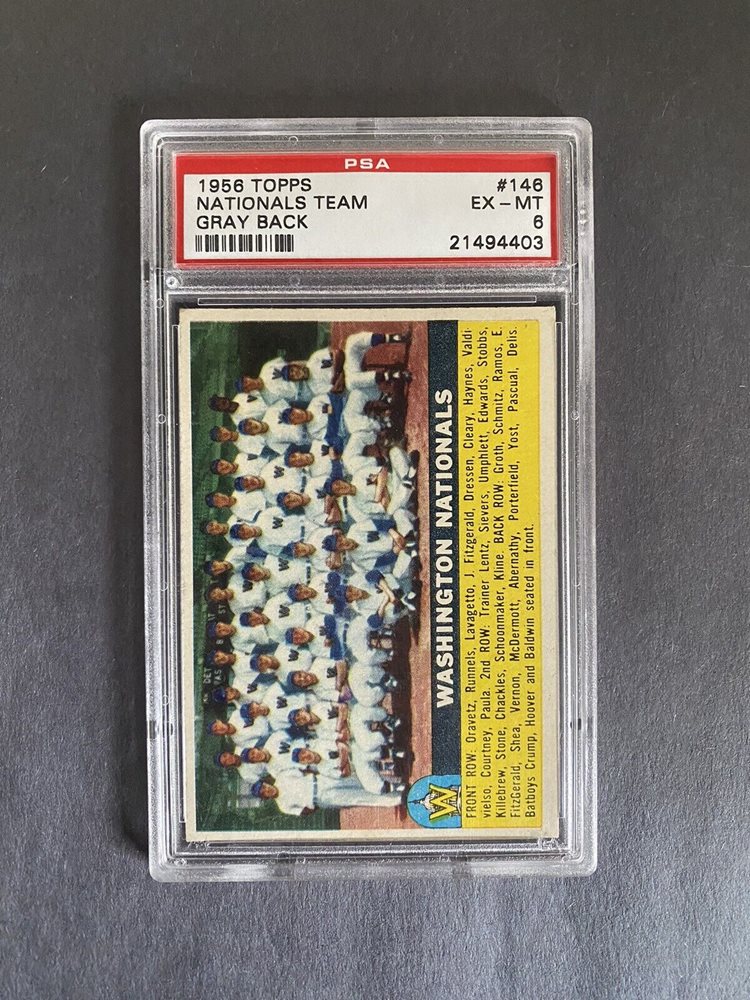 PSA
1956 TOPPS #146
NATIONALS TEAM EX - MT
GRAY BACK 6
21494403
WASHINGTON NATIONALS
W
FRONT ROW: Oravetz, Runnels, Lavagetto, J. Fitzgerald, Dressen, Cleary, Haynes, Valdi-
vielso, Courtney, Paula. 2nd ROW: Trainer Lentz, Sievers, Umphlett, Edwards, Stobbs,
Killebrew, Stone, Chackles, Schoonmaker, Kline. BACK ROW: Groth, Schmitz, Ramos, E.
FitzGerald, Shea, Vernon, McDermott, Abernathy, Porterfield, Yost, Pascual, Delis.
Batboys Crump, Hoover and Baldwin seated in front.